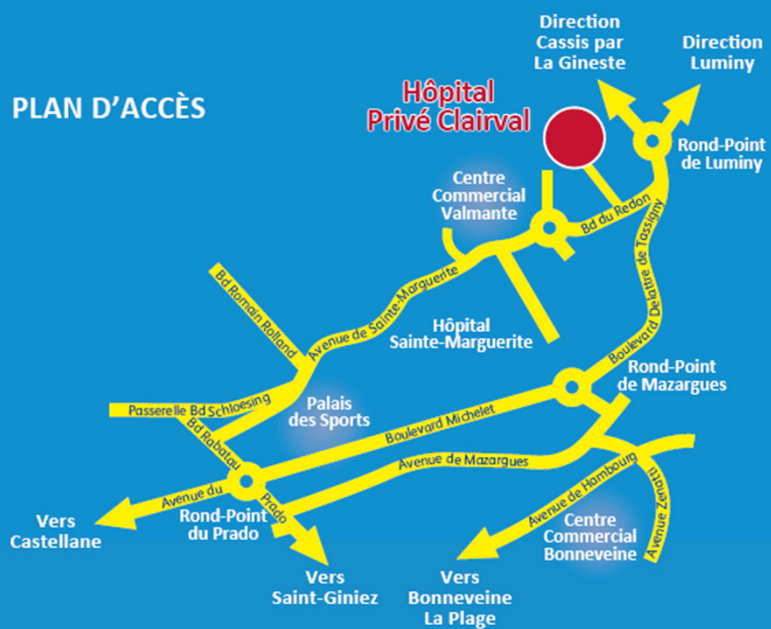 Direction
Cassis par
La Gineste
Direction
Luminy
PLAN D'ACCÈS
Hôpital
Privé Clairval
Rond-Point
de Luminy
Centre
Commercial
Valmante
Bd du Redon
Boulevard Delattre de Tassigny
Bd Romain Rolland
Avenue de Sainte-Marguerite
Hôpital
Sainte-Marguerite
Rond-Point
de Mazargues
Passerelle Bd Schloesing
Palais
des Sports
Boulevard Michelet
Bd Rabatau
Avenue de Mazargues
Avenue du
Prado
Rond-Point
du Prado
Avenue de Hambourg
Avenue Zenatti
Centre
Commercial
Bonneveine
Vers
Castellane
Vers
Saint-Giniez
Vers
Bonneveine
La Plage